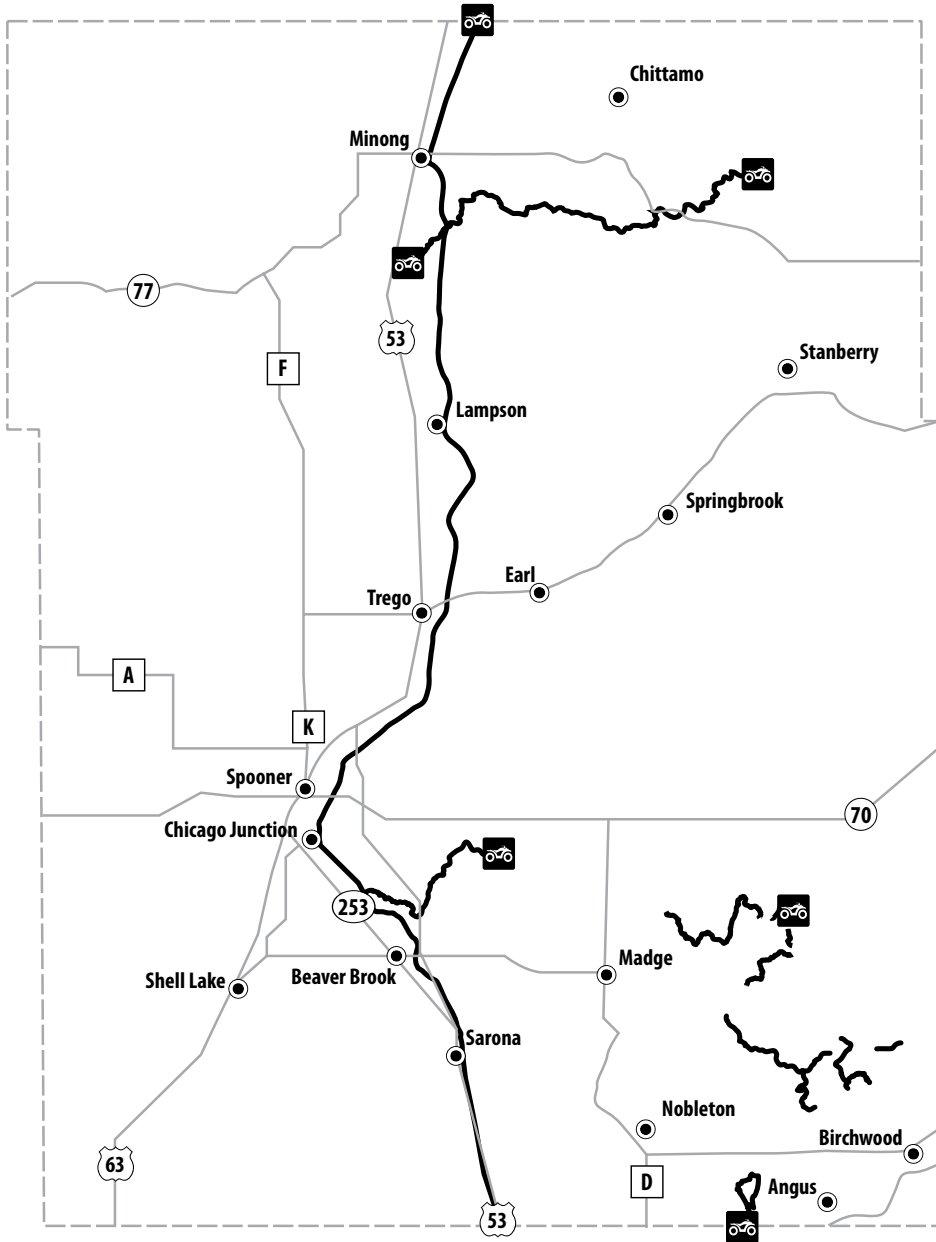 Chittamo
Minong
77
53
F
Stanberry
Lampson
Springbrook
Earl
Trego
A
K
Spooner
70
Chicago Junction
253
Madge
Beaver Brook
Shell Lake
Sarona
Nobleton
Birchwood
63
D
Angus
53